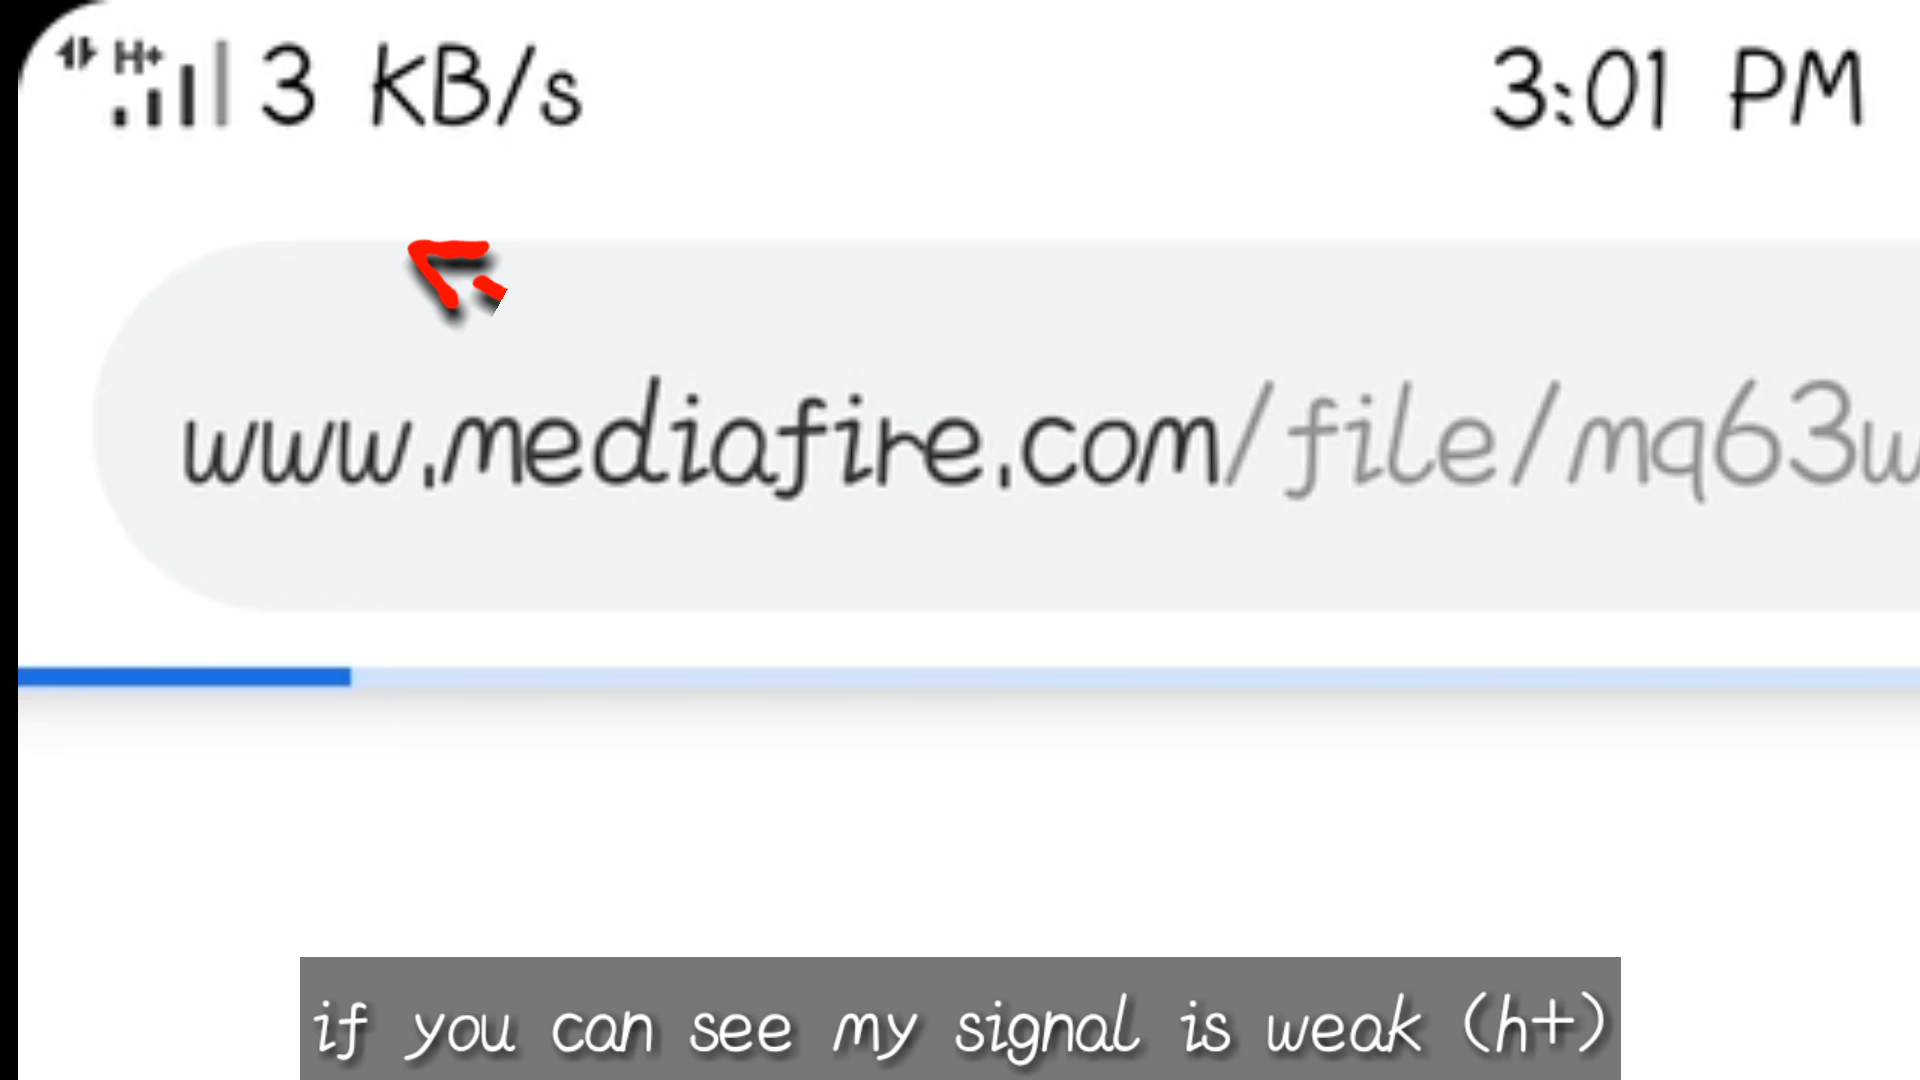 H+ 3 KB/s 3:01 PM
www.mediafire.com/file/mq63w
if you can see my signal is weak (h+)